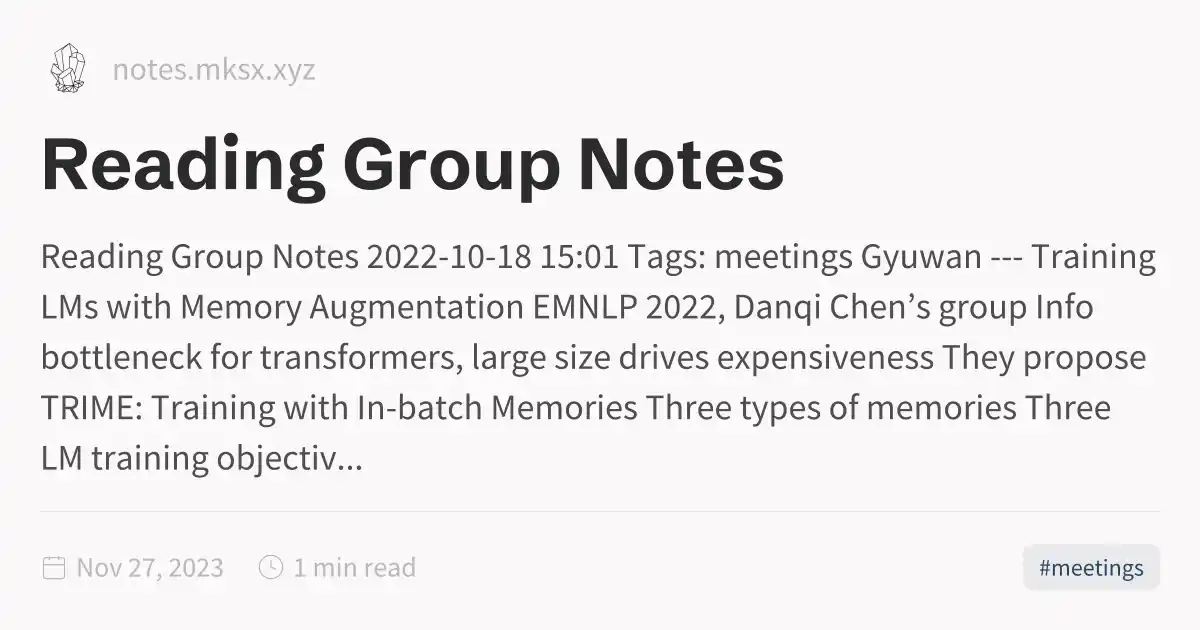 notes.mksx.xyz
Reading Group Notes
Reading Group Notes 2022-10-18 15:01 Tags: meetings Gyuwan --- Training
LMs with Memory Augmentation EMNLP 2022, Danqi Chen’s group Info
bottleneck for transformers, large size drives expensiveness They propose
TRIME: Training with In-batch Memories Three types of memories Three
LM training objectiv...
Nov 27, 2023 1 min read
#meetings